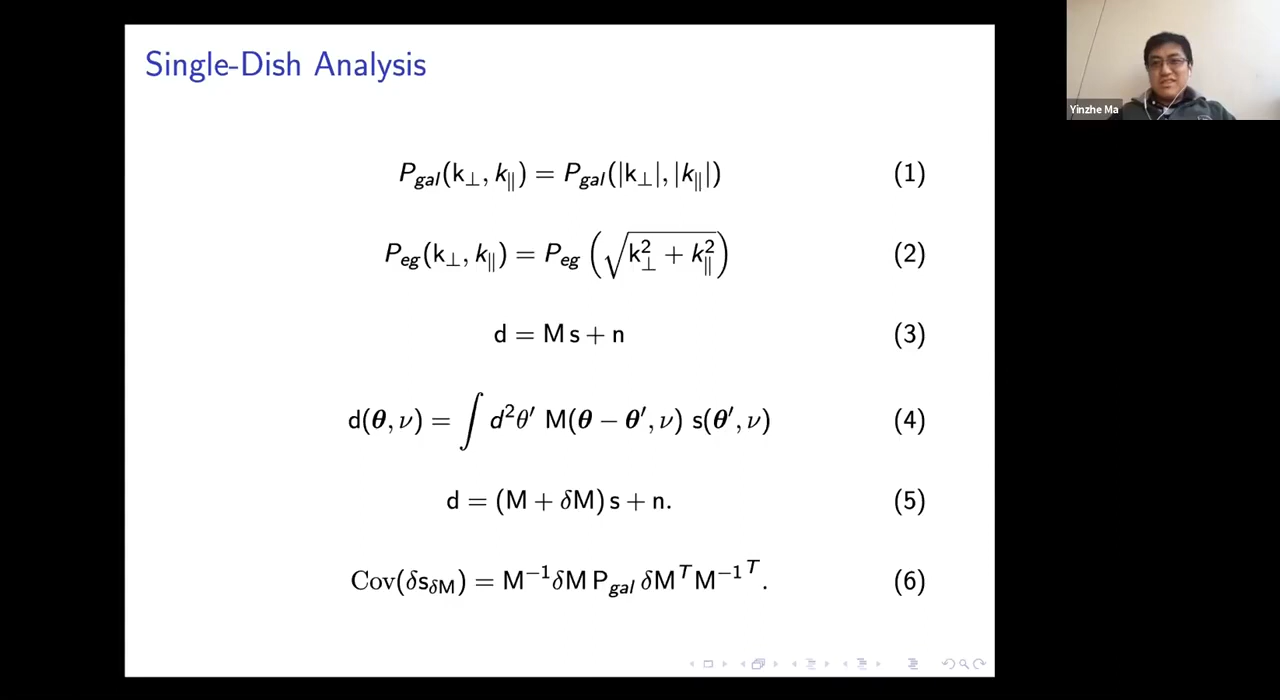 Single-Dish Analysis
P_gal(k_⊥, k_∥) = P_gal(|k_⊥|, |k_∥|) (1)
P_eg(k_⊥, k_∥) = P_eg (√(k_⊥^2 + k_∥^2)) (2)
d = M s + n (3)
d(θ, ν) = ∫ d^2θ′ M(θ − θ′, ν) s(θ′, ν) (4)
d = (M + δM) s + n. (5)
Cov(δs_δM) = M^−1 δM P_gal δM^T M^−1^T. (6)
Yinzhe Ma